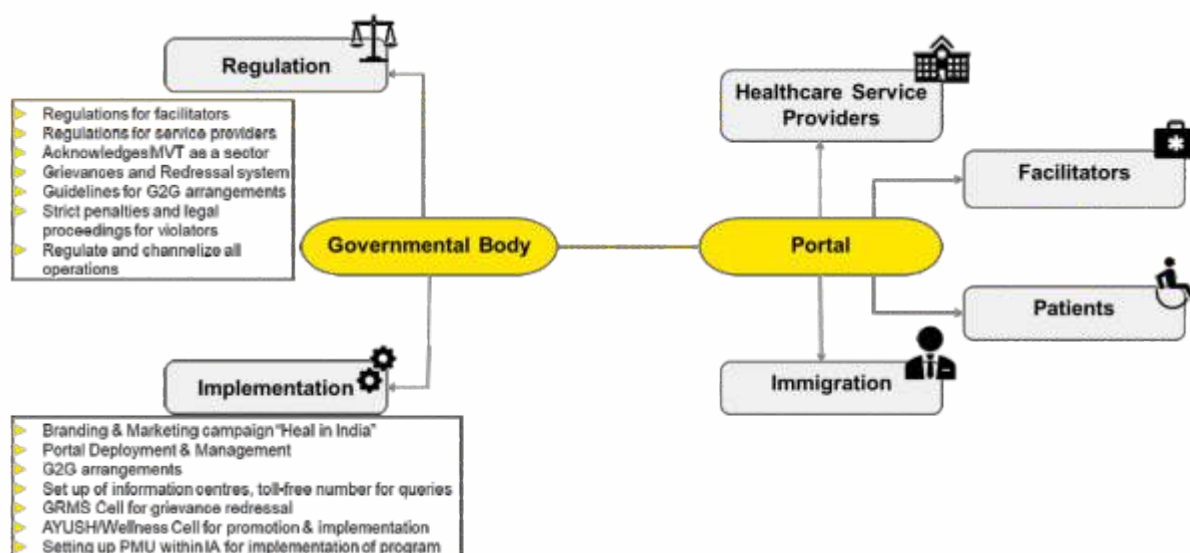 Regulation
Regulations for facilitators
Regulations for service providers
Acknowledges MVT as a sector
Grievances and Redressal system
Guidelines for G2G arrangements
Strict penalties and legal
proceedings for violators
Regulate and channelize all
operations
Governmental Body
Implementation
Branding & Marketing campaign "Heal in India"
Portal Deployment & Management
G2G arrangements
Set up of information centres, toll-free number for queries
GRMS Cell for grievance redressal
AYUSH/Wellness Cell for promotion & implementation
Setting up PMU within IA for implementation of program
Healthcare Service
Providers
Facilitators
Portal
Patients
Immigration